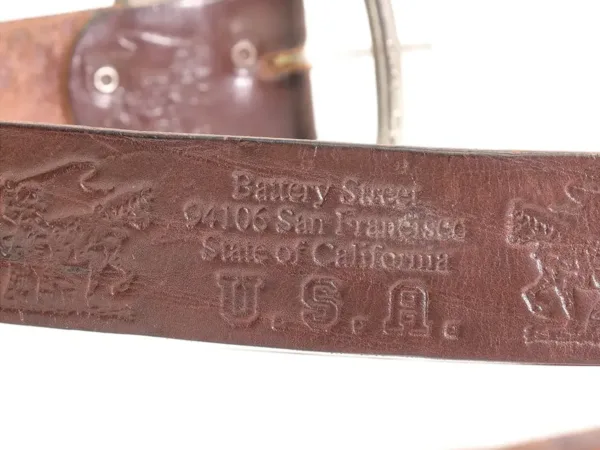 Battery Street
94106 San Francisco
State of California
U.S.A.